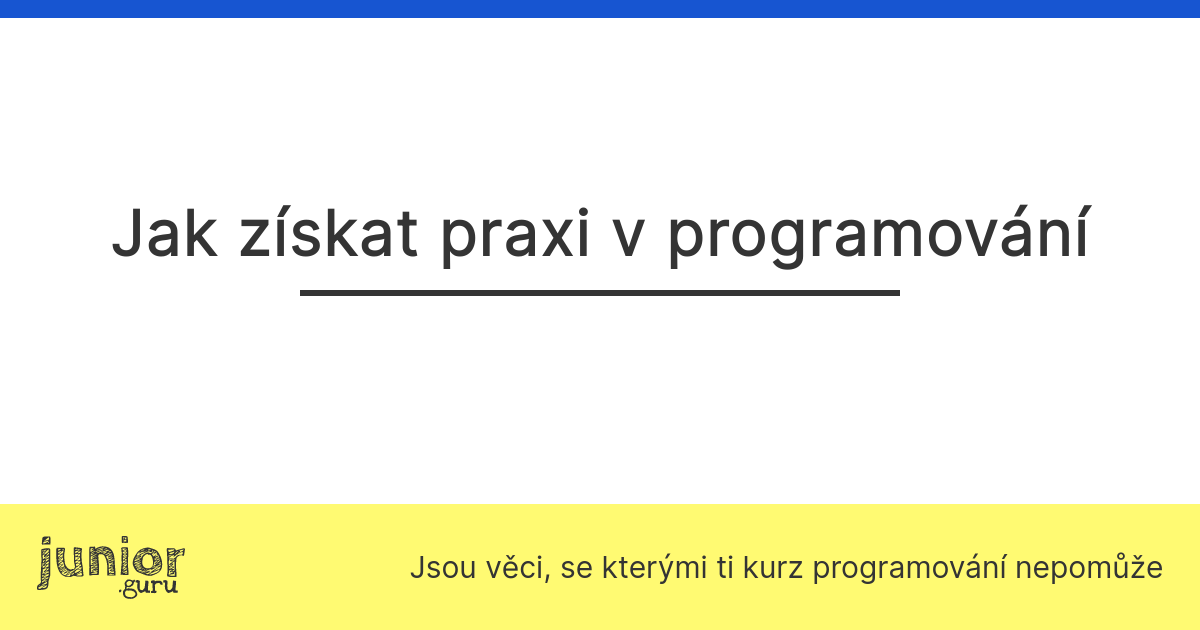 Jak získat praxi v programování
junior
.guru
Jsou věci, se kterými ti kurz programování nepomůže